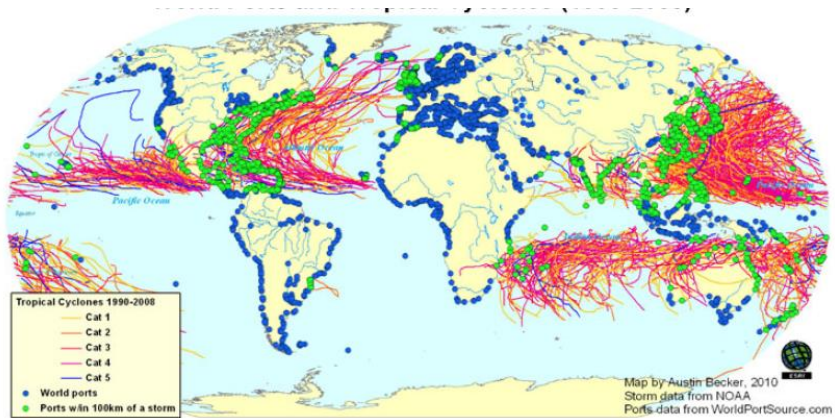 Pacific Ocean
Equator
Tropical Cyclones 1990-2008
Cat 1
Cat 2
Cat 3
Cat 4
Cat 5
World ports
Ports w/in 100km of a storm
Map by Austin Becker, 2010
Storm data from NOAA
Ports data from WorldPortSource.com